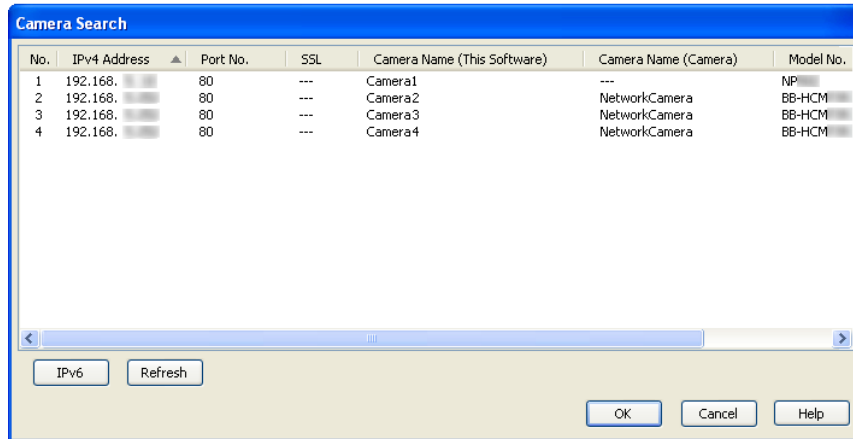 Camera Search
No. IPv4 Address Port No. SSL Camera Name (This Software) Camera Name (Camera) Model No.
1 192.168. 80 --- Camera1 --- NP
2 192.168. 80 --- Camera2 NetworkCamera BB-HCM
3 192.168. 80 --- Camera3 NetworkCamera BB-HCM
4 192.168. 80 --- Camera4 NetworkCamera BB-HCM
IPv6 Refresh
OK Cancel Help